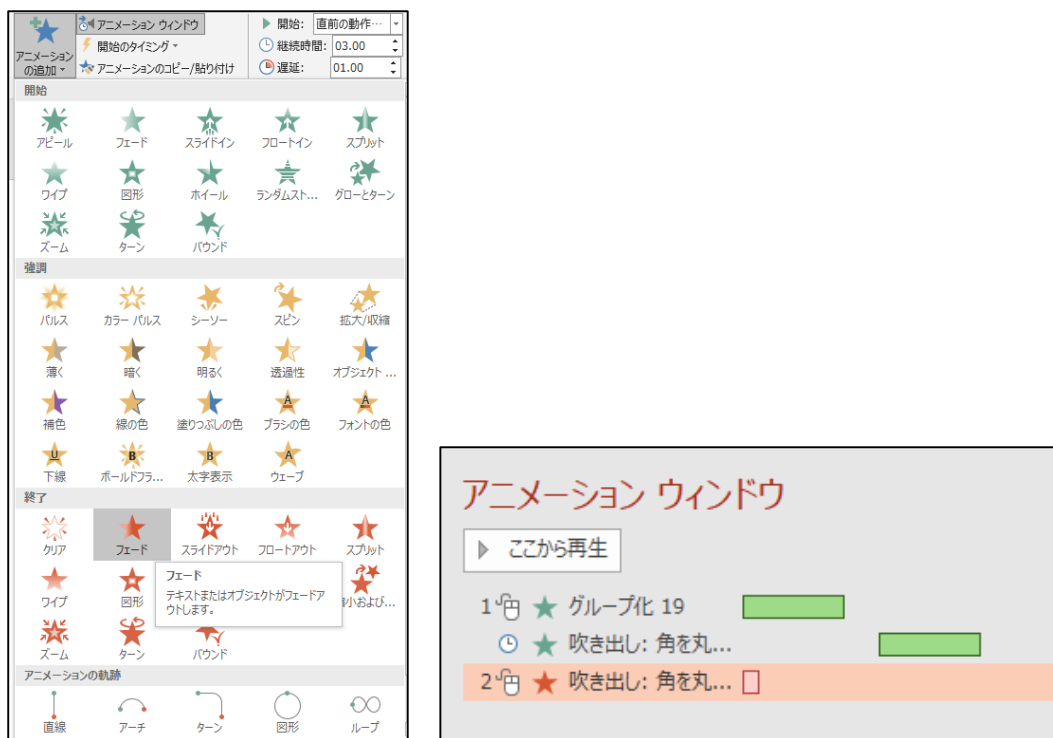 アニメーション ウィンドウ
開始: 直前の動作…
アニメーション
の追加
開始のタイミング
継続時間: 03.00
アニメーションのコピー/貼り付け
遅延: 01.00
開始
アピール フェード スライドイン フロートイン スプリット
ワイプ 図形 ホイール ランダムスト... グローとターン
ズーム ターン バウンド
強調
パルス カラー パルス シーソー スピン 拡大/収縮
薄く 暗く 明るく 透過性 オブジェクト ...
補色 線の色 塗りつぶしの色 ブラシの色 フォントの色
下線 ボールドフラ... 太字表示 ウェーブ
終了
クリア フェード スライドアウト フロートアウト スプリット
フェード
テキストまたはオブジェクトがフェードア
ウトします。
ワイプ 図形 小および...
ズーム ターン バウンド
アニメーションの軌跡
直線 アーチ ターン 図形 ループ
アニメーション ウィンドウ
ここから再生
1 グループ化 19
吹き出し: 角を丸...
2 吹き出し: 角を丸...